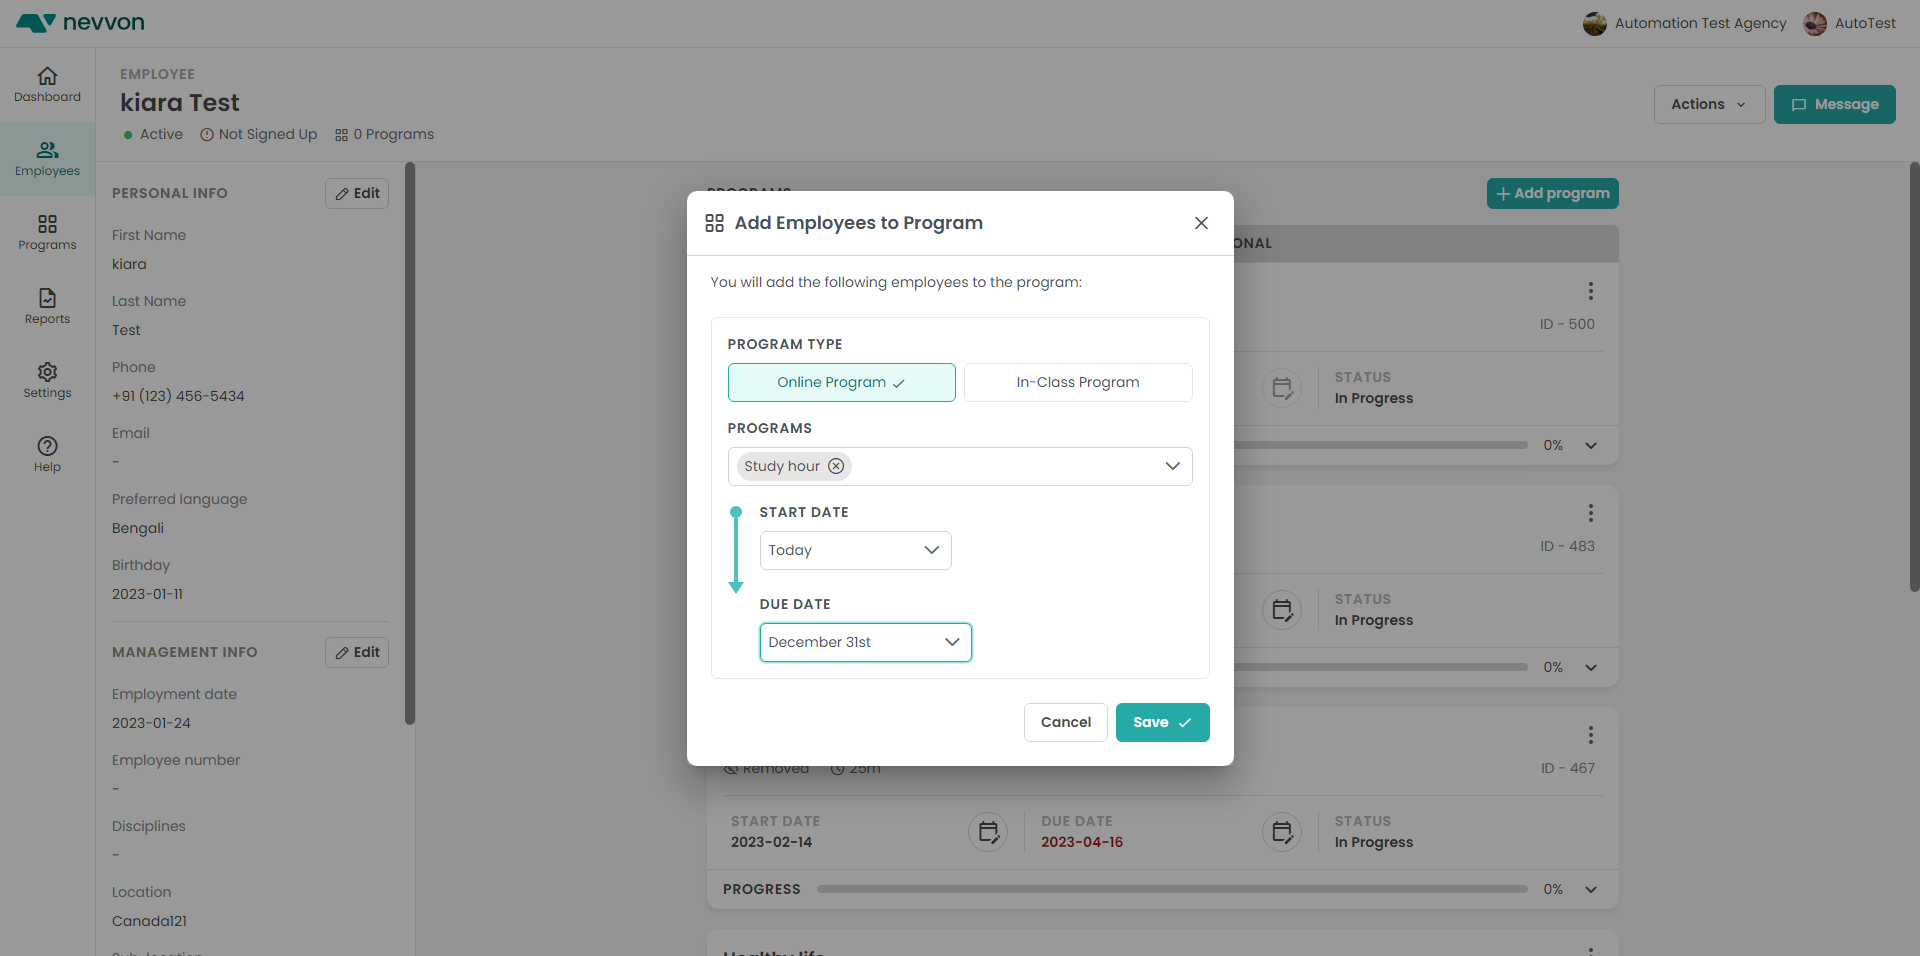 nevvon
Automation Test Agency
AutoTest
Dashboard
Employees
Programs
Reports
Settings
Help
EMPLOYEE
kiara Test
Active
Not Signed Up
0 Programs
Actions
Message
PERSONAL INFO
Edit
First Name
kiara
Last Name
Test
Phone
+91 (123) 456-5434
Email
-
Preferred language
Bengali
Birthday
2023-01-11
MANAGEMENT INFO
Edit
Employment date
2023-01-24
Employee number
-
Disciplines
-
Location
Canada121
Sub-location
PROGRAMS
Add program
ONAL
ID - 500
STATUS
In Progress
0%
ID - 483
STATUS
In Progress
0%
Removed
25m
ID - 467
START DATE
2023-02-14
DUE DATE
2023-04-16
STATUS
In Progress
PROGRESS
0%
Healthy life
Add Employees to Program
You will add the following employees to the program:
PROGRAM TYPE
Online Program
In-Class Program
PROGRAMS
Study hour
START DATE
Today
DUE DATE
December 31st
Cancel
Save